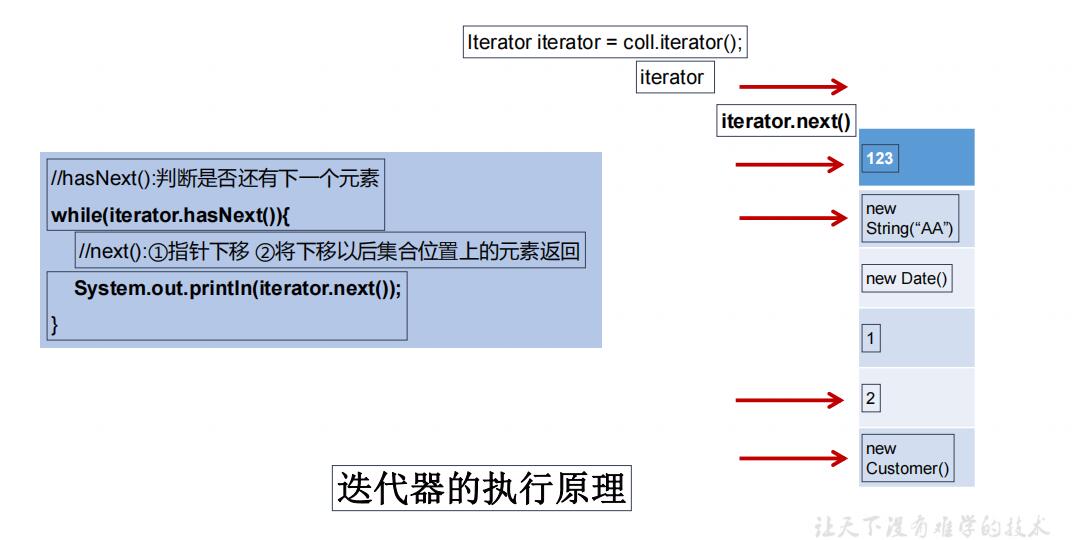 Iterator iterator = coll.iterator();
iterator
iterator.next()
//hasNext():判断是否还有下一个元素
while(iterator.hasNext()){
//next():①指针下移 ②将下移以后集合位置上的元素返回
System.out.println(iterator.next());
}
123
new
String(“AA”)
new Date()
1
2
new
Customer()
迭代器的执行原理
让天下没有难学的技术